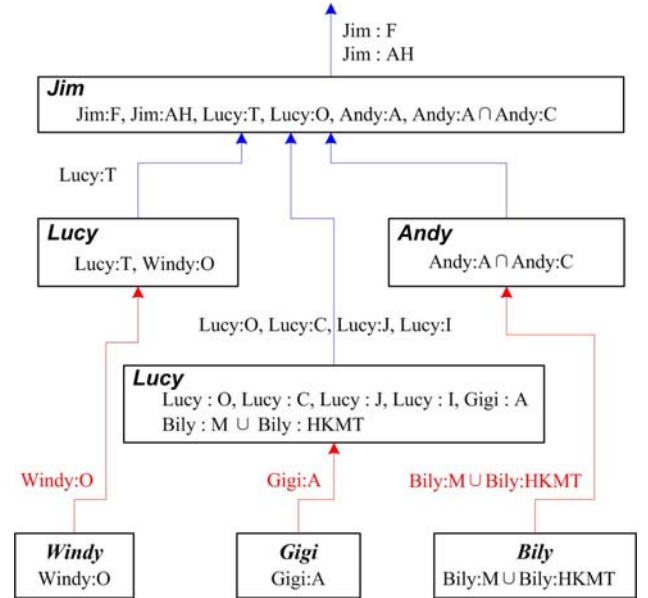 Jim : F
Jim : AH
Jim
Jim:F, Jim:AH, Lucy:T, Lucy:O, Andy:A, Andy:A ∩ Andy:C
Lucy:T
Lucy
Lucy:T, Windy:O
Andy
Andy:A ∩ Andy:C
Lucy:O, Lucy:C, Lucy:J, Lucy:I
Lucy
Lucy : O, Lucy : C, Lucy : J, Lucy : I, Gigi : A
Bily : M ∪ Bily : HKMT
Windy:O
Gigi:A
Bily:M ∪ Bily:HKMT
Windy
Windy:O
Gigi
Gigi:A
Bily
Bily:M ∪ Bily:HKMT